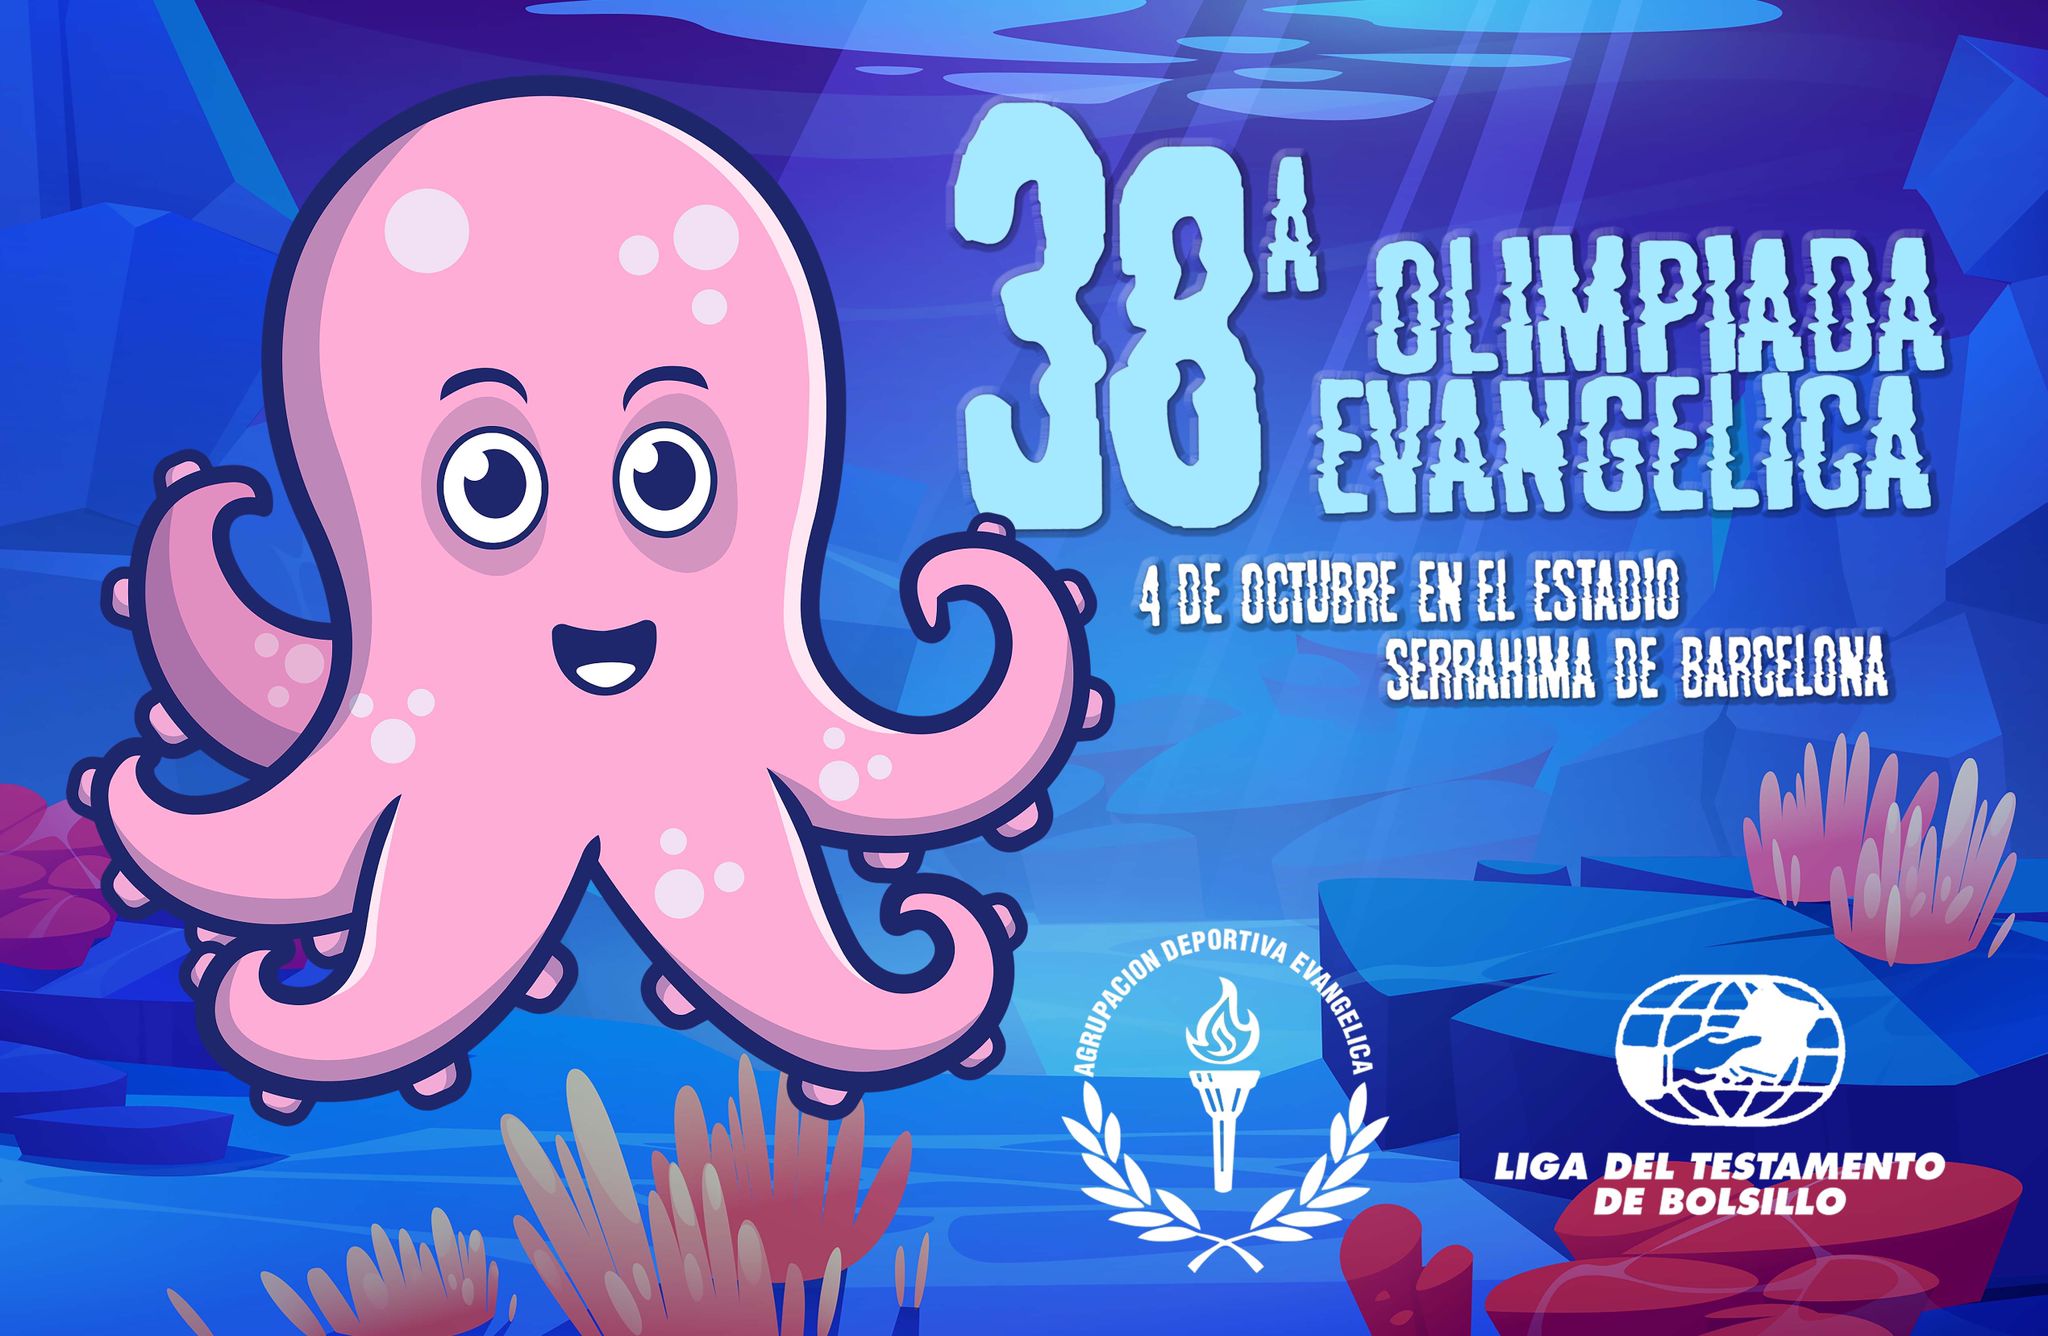 38A OLIMPIADA
EVANGELICA
4 DE OCTUBRE EN EL ESTADIO
SERRAHIMA DE BARCELONA
AGRUPACION DEPORTIVA EVANGELICA
LIGA DEL TESTAMENTO
DE BOLSILLO